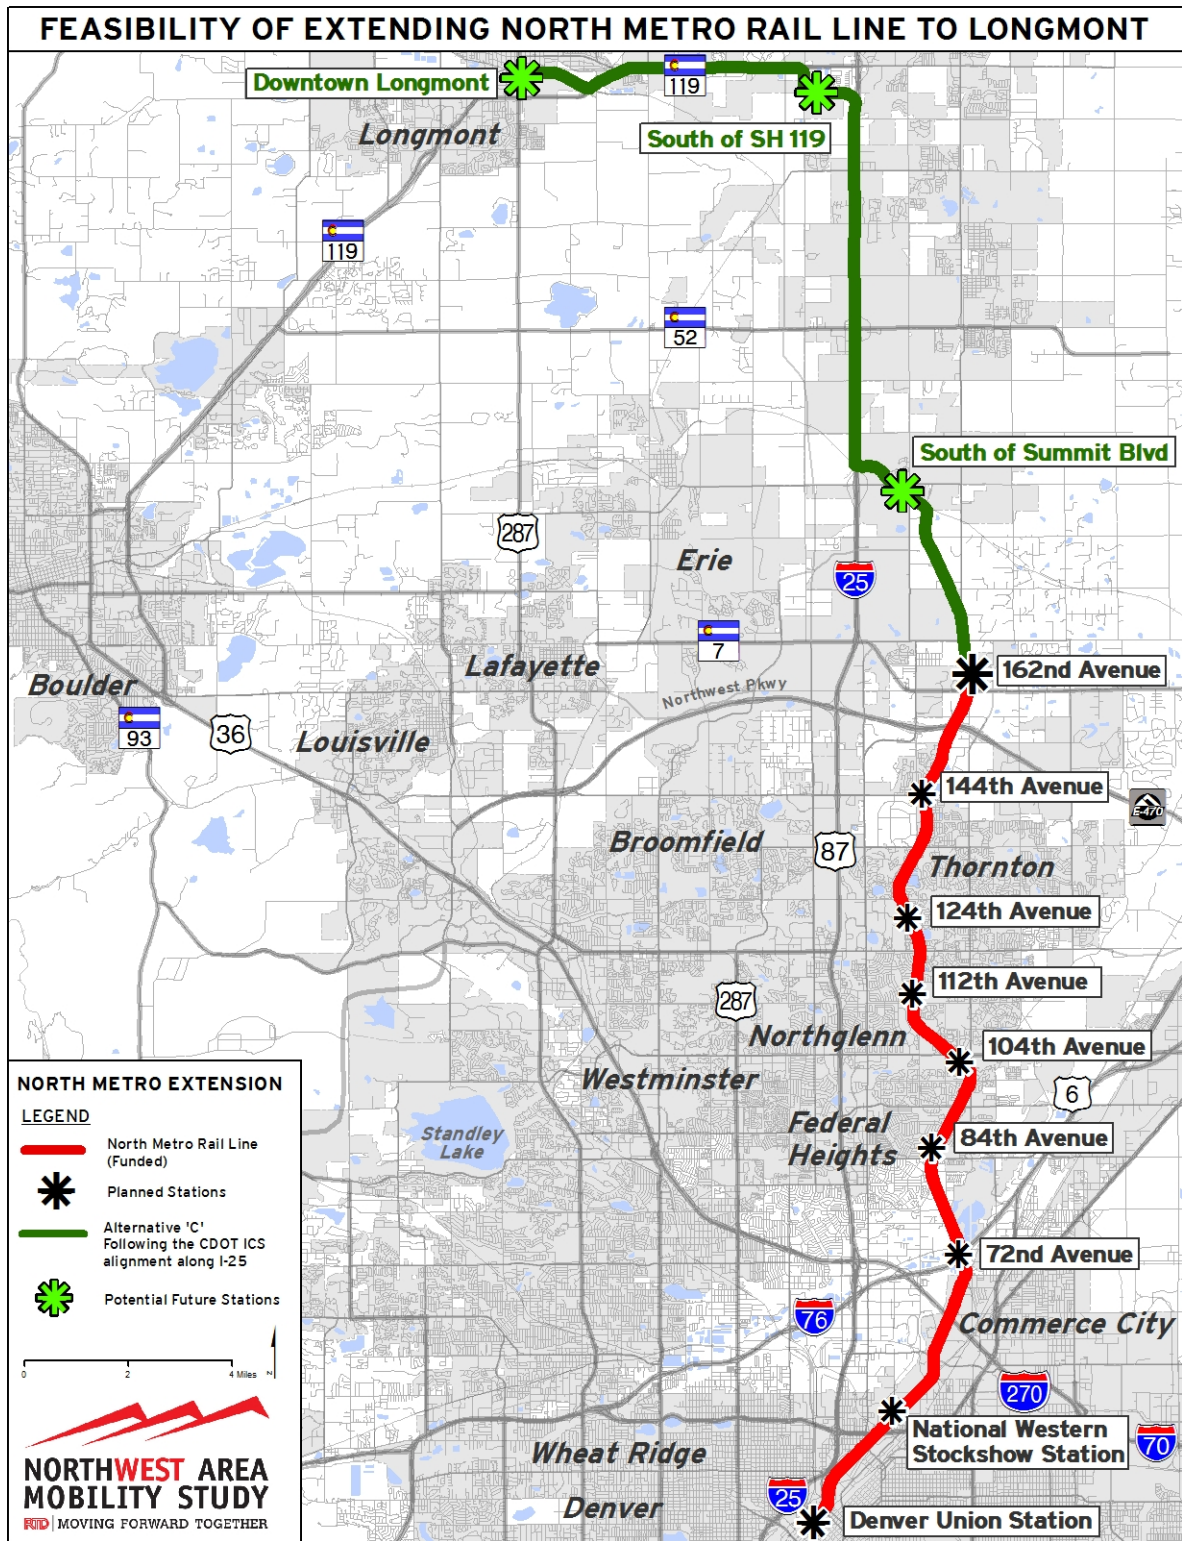 FEASIBILITY OF EXTENDING NORTH METRO RAIL LINE TO LONGMONT
Downtown Longmont
119
Longmont
South of SH 119
119
52
South of Summit Blvd
287
Erie
25
7
Lafayette
162nd Avenue
Boulder
Northwest Pkwy
93
36
Louisville
144th Avenue
E-470
Broomfield
87
Thornton
124th Avenue
112th Avenue
287
Northglenn
104th Avenue
Westminster
6
Federal
Heights
84th Avenue
Standley
Lake
72nd Avenue
76
Commerce City
270
National Western
Stockshow Station
70
Wheat Ridge
25
Denver
Denver Union Station
NORTH METRO EXTENSION
LEGEND
North Metro Rail Line
(Funded)
Planned Stations
Alternative 'C'
Following the CDOT ICS
alignment along I-25
Potential Future Stations
0 2 4 Miles
N
NORTHWEST AREA
MOBILITY STUDY
RTD | MOVING FORWARD TOGETHER